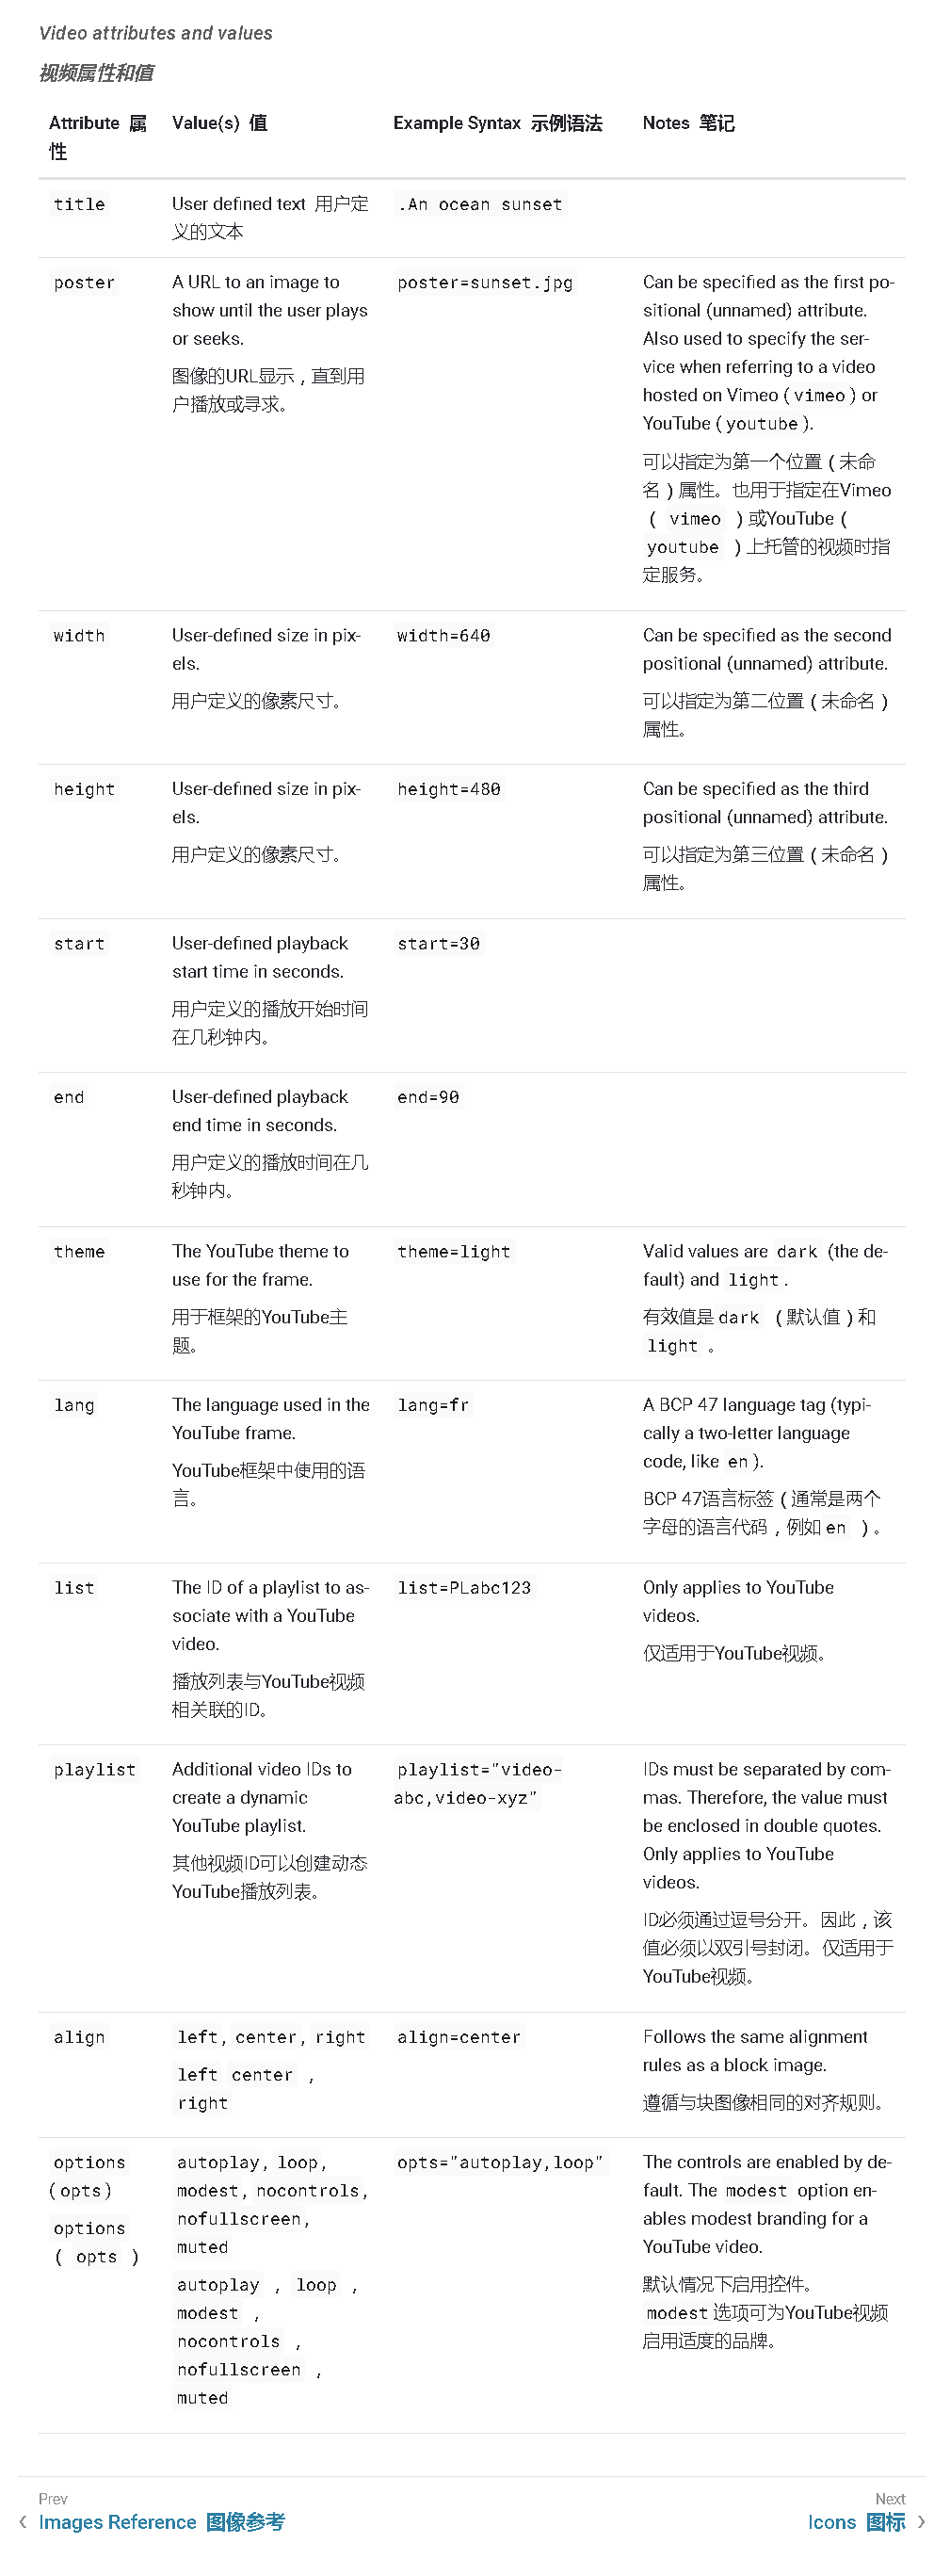 Video attributes and values
视频属性和值
Attribute 属性 Value(s) 值 Example Syntax 示例语法 Notes 笔记
title
User defined text 用户定
义的文本
.An ocean sunset
poster
A URL to an image to
show until the user plays
or seeks.
图像的URL显示，直到用
户播放或寻求。
poster=sunset.jpg
Can be specified as the first po-
sitional (unnamed) attribute.
Also used to specify the ser-
vice when referring to a video
hosted on Vimeo (vimeo) or
YouTube (youtube).
可以指定为第一个位置（未命
名）属性。也用于指定在Vimeo
（ vimeo ）或YouTube（
youtube ）上托管的视频时指
定服务。
width
User-defined size in pix-
els.
用户定义的像素尺寸。
width=640
Can be specified as the second
positional (unnamed) attribute.
可以指定为第二位置（未命名）
属性。
height
User-defined size in pix-
els.
用户定义的像素尺寸。
height=480
Can be specified as the third
positional (unnamed) attribute.
可以指定为第三位置（未命名）
属性。
start
User-defined playback
start time in seconds.
用户定义的播放开始时间
在几秒钟内。
start=30
end
User-defined playback
end time in seconds.
用户定义的播放时间在几
秒钟内。
end=90
theme
The YouTube theme to
use for the frame.
用于框架的YouTube主
题。
theme=light
Valid values are dark (the de-
fault) and light.
有效值是 dark （默认值）和
light 。
lang
The language used in the
YouTube frame.
YouTube框架中使用的语
言。
lang=fr
A BCP 47 language tag (typi-
cally a two-letter language
code, like en).
BCP 47语言标签（通常是两个
字母的语言代码，例如 en ）。
list
The ID of a playlist to as-
sociate with a YouTube
video.
播放列表与YouTube视频
相关联的ID。
list=PLabc123
Only applies to YouTube
videos.
仅适用于YouTube视频。
playlist
Additional video IDs to
create a dynamic
YouTube playlist.
其他视频ID可以创建动态
YouTube播放列表。
playlist="video-
abc,video-xyz"
IDs must be separated by com-
mas. Therefore, the value must
be enclosed in double quotes.
Only applies to YouTube
videos.
ID必须通过逗号分开。因此，该
值必须以双引号封闭。仅适用于
YouTube视频。
align
left, center, right
left center ，
right
align=center
Follows the same alignment
rules as a block image.
遵循与块图像相同的对齐规则。
options
(opts)
options
（ opts ）
autoplay, loop,
modest, nocontrols,
nofullscreen,
muted
autoplay ， loop ，
modest ，
nocontrols ，
nofullscreen ，
muted
opts="autoplay,loop"
The controls are enabled by de-
fault. The modest option en-
ables modest branding for a
YouTube video.
默认情况下启用控件。
modest 选项可为YouTube视频
启用适度的品牌。
Prev Next
‹ Images Reference 图像参考 Icons 图标 ›